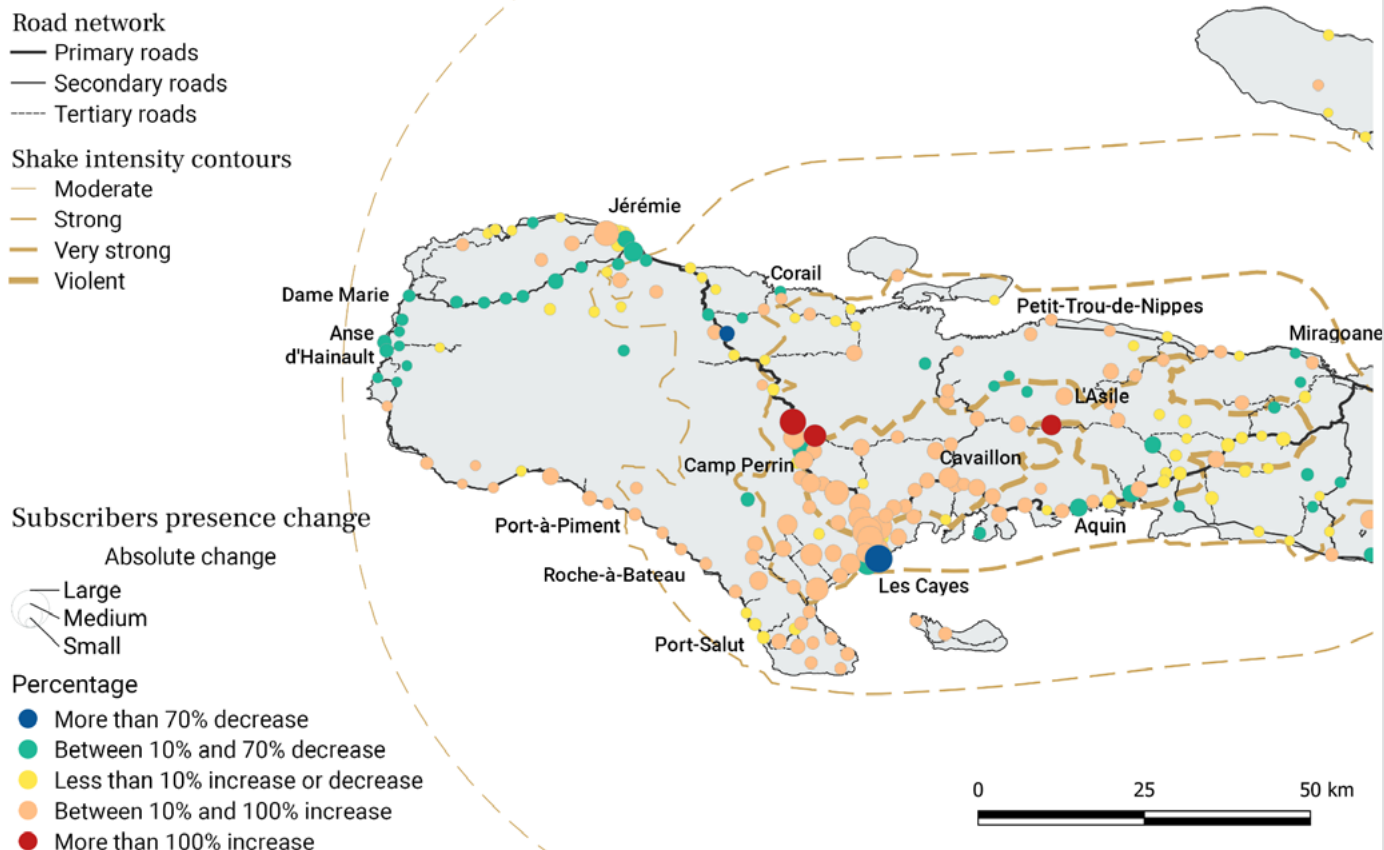 Road network
Primary roads
Secondary roads
Tertiary roads
Shake intensity contours
Moderate
Strong
Very strong
Violent
Subscribers presence change
Absolute change
Large
Medium
Small
Percentage
More than 70% decrease
Between 10% and 70% decrease
Less than 10% increase or decrease
Between 10% and 100% increase
More than 100% increase
Jérémie
Corail
Dame Marie
Petit-Trou-de-Nippes
Anse
d'Hainault
Miragoane
L'Asile
Camp Perrin
Cavaillon
Port-à-Piment
Aquin
Roche-à-Bateau
Les Cayes
Port-Salut
0 25 50 km